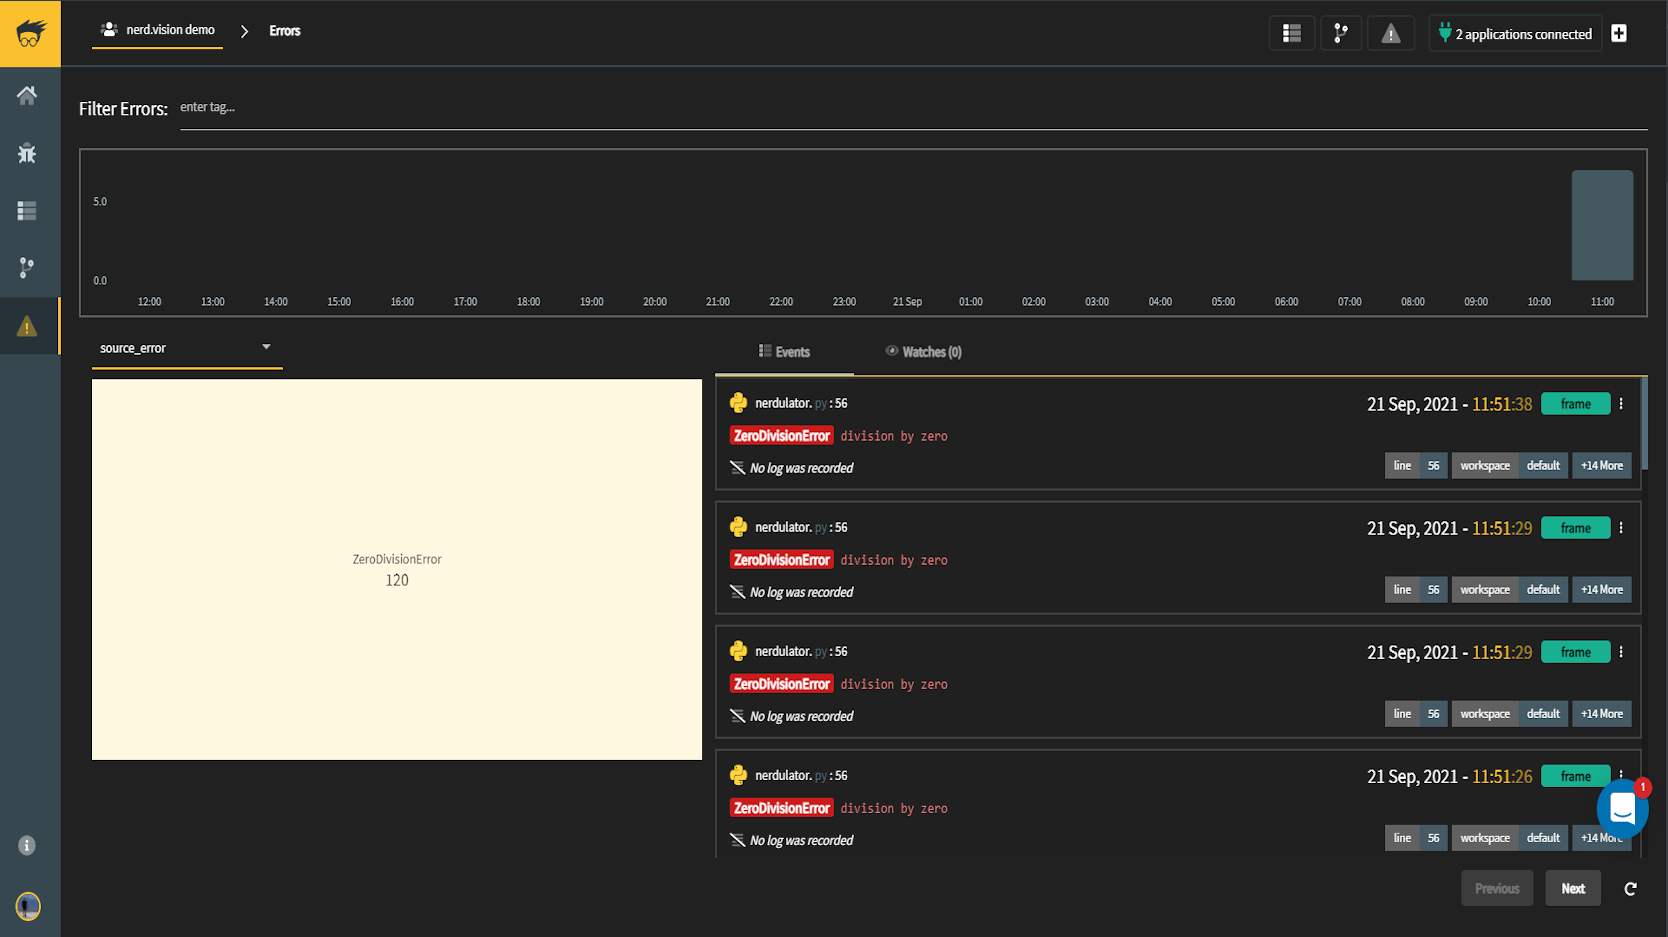 nerd.vision demo
Errors
2 applications connected
Filter Errors: enter tag...
5.0
0.0
12:00 13:00 14:00 15:00 16:00 17:00 18:00 19:00 20:00 21:00 22:00 23:00 21 Sep 01:00 02:00 03:00 04:00 05:00 06:00 07:00 08:00 09:00 10:00 11:00
source_error
ZeroDivisionError
120
Events
Watches (0)
nerdulator. py : 56
21 Sep, 2021 - 11:51:38 frame
ZeroDivisionError division by zero
No log was recorded
line 56 workspace default +14 More
nerdulator. py : 56
21 Sep, 2021 - 11:51:29 frame
ZeroDivisionError division by zero
No log was recorded
line 56 workspace default +14 More
nerdulator. py : 56
21 Sep, 2021 - 11:51:29 frame
ZeroDivisionError division by zero
No log was recorded
line 56 workspace default +14 More
nerdulator. py : 56
21 Sep, 2021 - 11:51:26 frame
ZeroDivisionError division by zero
No log was recorded
line 56 workspace default +14 More
1
Previous
Next